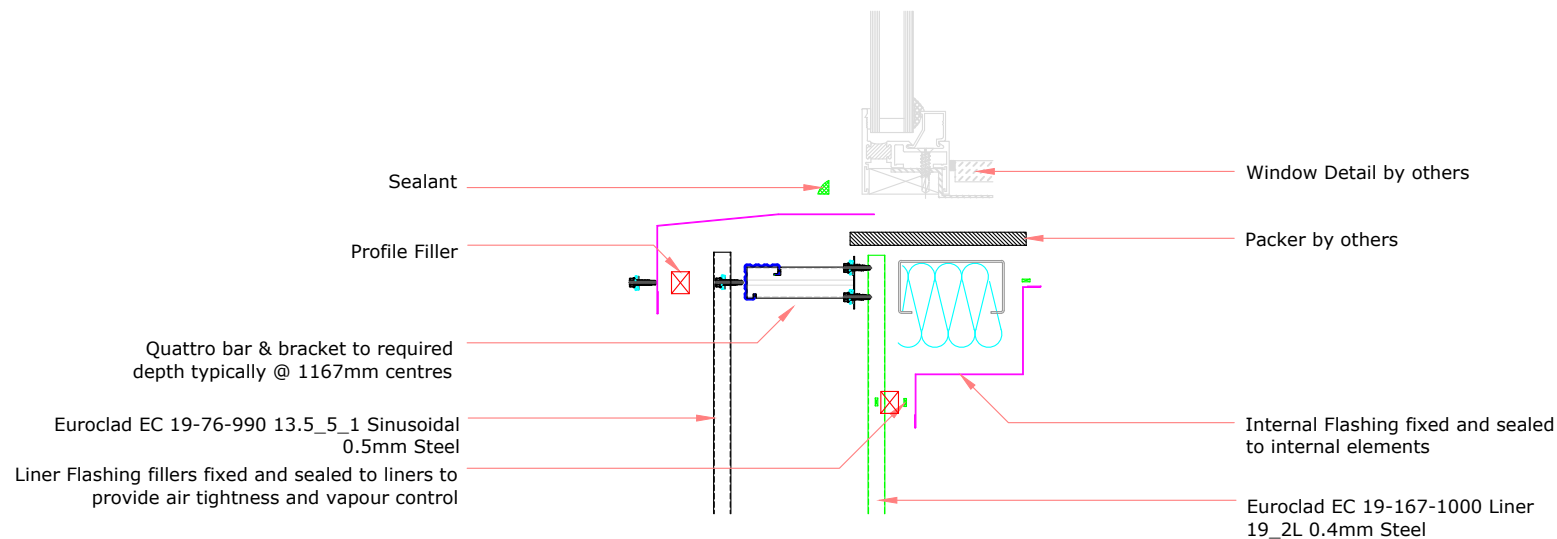 Sealant
Profile Filler
Quattro bar & bracket to required
depth typically @ 1167mm centres
Euroclad EC 19-76-990 13.5_5_1 Sinusoidal
0.5mm Steel
Liner Flashing fillers fixed and sealed to liners to
provide air tightness and vapour control
Window Detail by others
Packer by others
Internal Flashing fixed and sealed
to internal elements
Euroclad EC 19-167-1000 Liner
19_2L 0.4mm Steel